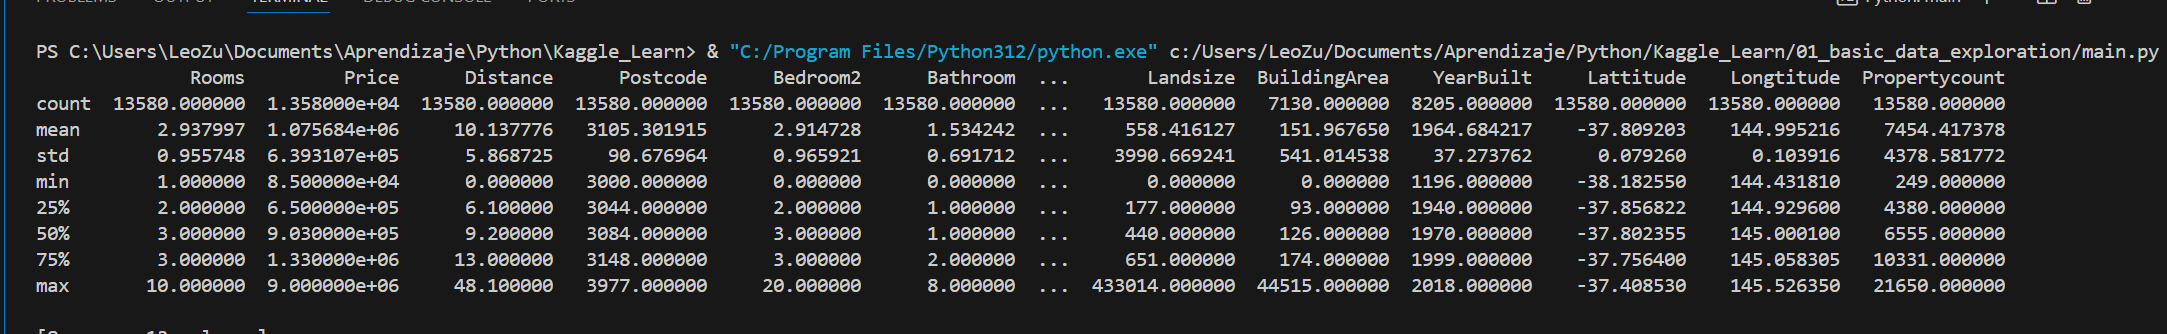 PROBLEMS OUTPUT TERMINAL DEBUG CONSOLE PORTS Python: main
PS C:\Users\LeoZu\Documents\Aprendizaje\Python\Kaggle_Learn> & "C:/Program Files/Python312/python.exe" c:/Users/LeoZu/Documents/Aprendizaje/Python/Kaggle_Learn/01_basic_data_exploration/main.py
Rooms Price Distance Postcode Bedroom2 Bathroom ... Landsize BuildingArea YearBuilt Lattitude Longtitude Propertycount
count 13580.000000 1.358000e+04 13580.000000 13580.000000 13580.000000 13580.000000 ... 13580.000000 7130.000000 8205.000000 13580.000000 13580.000000 13580.000000
mean 2.937997 1.075684e+06 10.137776 3105.301915 2.914728 1.534242 ... 558.416127 151.967650 1964.684217 -37.809203 144.995216 7454.417378
std 0.955748 6.393107e+05 5.868725 90.676964 0.965921 0.691712 ... 3990.669241 541.014538 37.273762 0.079260 0.103916 4378.581772
min 1.000000 8.500000e+04 0.000000 3000.000000 0.000000 0.000000 ... 0.000000 0.000000 1196.000000 -38.182550 144.431810 249.000000
25% 2.000000 6.500000e+05 6.100000 3044.000000 2.000000 1.000000 ... 177.000000 93.000000 1940.000000 -37.856822 144.929600 4380.000000
50% 3.000000 9.030000e+05 9.200000 3084.000000 3.000000 1.000000 ... 440.000000 126.000000 1970.000000 -37.802355 145.000100 6555.000000
75% 3.000000 1.330000e+06 13.000000 3148.000000 3.000000 2.000000 ... 651.000000 174.000000 1999.000000 -37.756400 145.058305 10331.000000
max 10.000000 9.000000e+06 48.100000 3977.000000 20.000000 8.000000 ... 433014.000000 44515.000000 2018.000000 -37.408530 145.526350 21650.000000